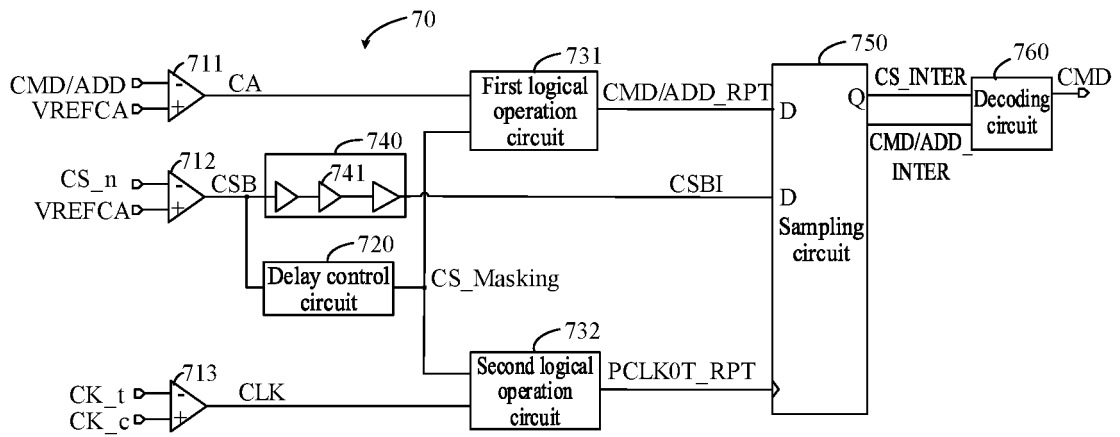 70
711
CMD/ADD
VREFCA
-
+
CA
731
First logical
operation
circuit
CMD/ADD_RPT
750
D
Q
CS_INTER
CMD/ADD_
INTER
760
Decoding
circuit
CMD
712
CS_n
VREFCA
-
+
CSB
740
741
CSBI
D
Sampling
circuit
720
Delay control
circuit
CS_Masking
732
Second logical
operation
circuit
PCLK0T_RPT
713
CK_t
CK_c
-
+
CLK